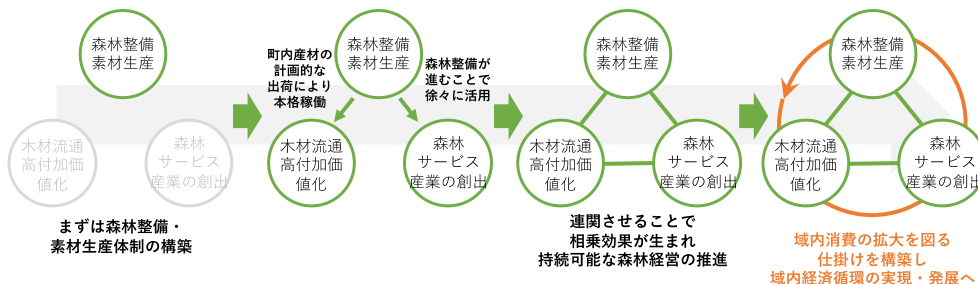 森林整備
素材生産
木材流通
高付加価
値化
森林
サービス
産業の創出
まずは森林整備・
素材生産体制の構築
町内産材の
計画的な
出荷により
本格稼働
森林整備
素材生産
森林整備が
進むことで
徐々に活用
木材流通
高付加価
値化
森林
サービス
産業の創出
森林整備
素材生産
木材流通
高付加価
値化
森林
サービス
産業の創出
連関させることで
相乗効果が生まれ
持続可能な森林経営の推進
森林整備
素材生産
木材流通
高付加価
値化
森林
サービス
産業の創出
域内消費の拡大を図る
仕掛けを構築し
域内経済循環の実現・発展へ